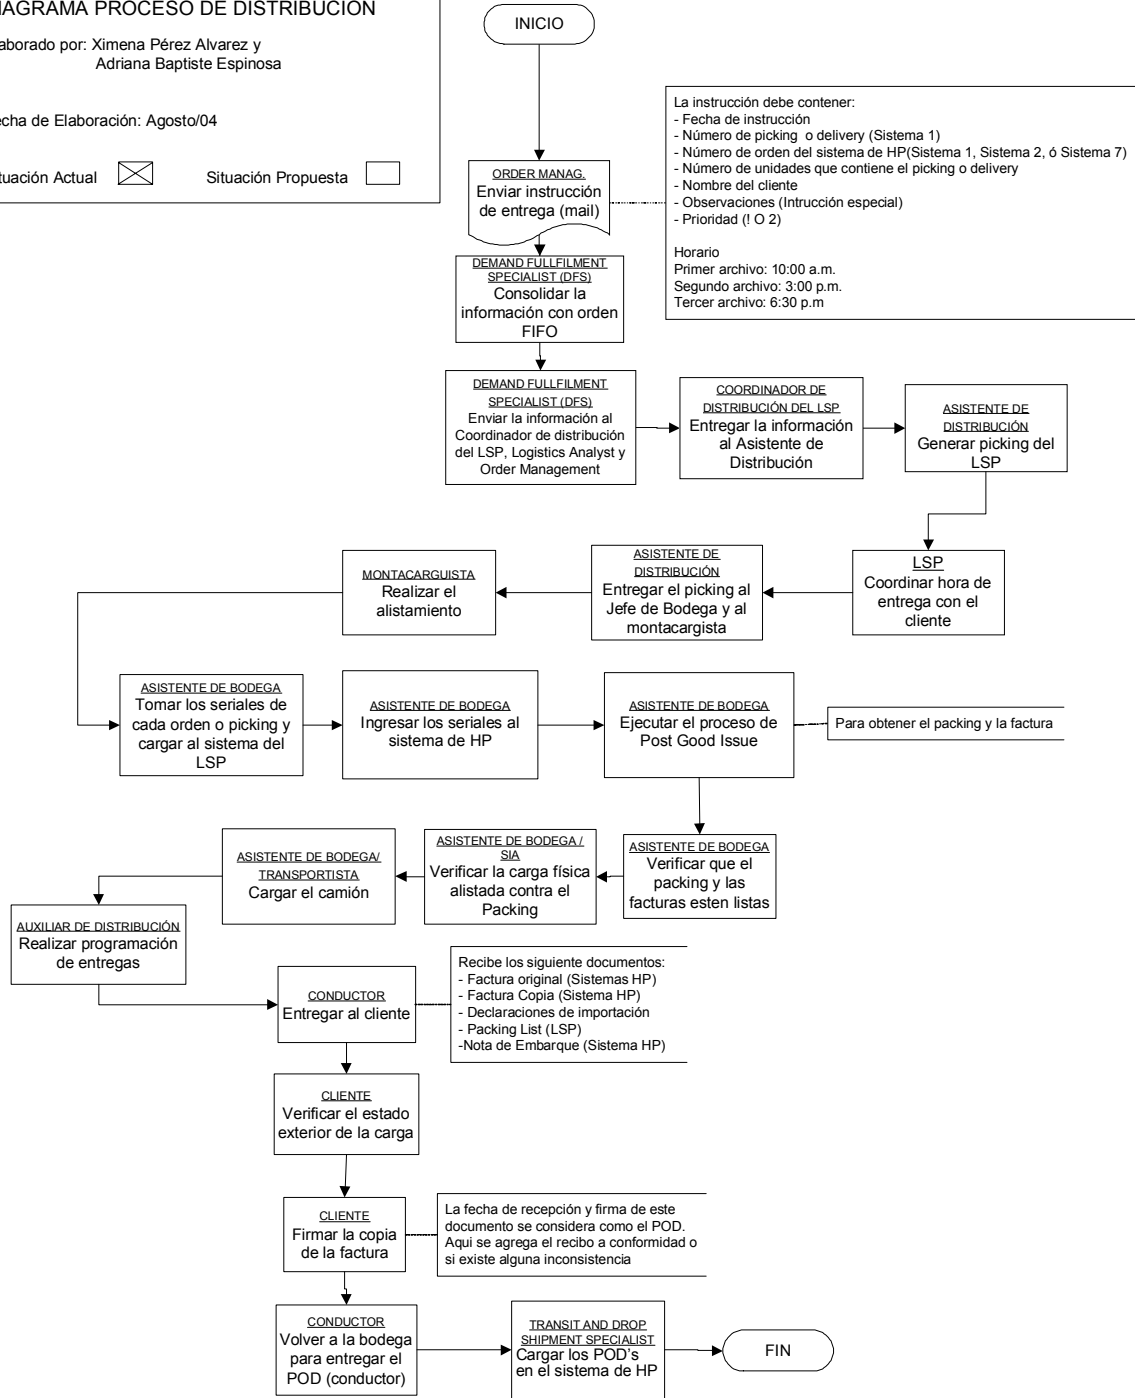 IAGRAMA PROCESO DE DISTRIBUCIÓN
aborado por: Ximena Pérez Alvarez y
Adriana Baptiste Espinosa
echa de Elaboración: Agosto/04
tuación Actual
Situación Propuesta
INICIO
ORDER MANAG.
Enviar instrucción
de entrega (mail)
La instrucción debe contener:
- Fecha de instrucción
- Número de picking o delivery (Sistema 1)
- Número de orden del sistema de HP(Sistema 1, Sistema 2, ó Sistema 7)
- Número de unidades que contiene el picking o delivery
- Nombre del cliente
- Observaciones (Intrucción especial)
- Prioridad (! O 2)
Horario
Primer archivo: 10:00 a.m.
Segundo archivo: 3:00 p.m.
Tercer archivo: 6:30 p.m
DEMAND FULLFILMENT
SPECIALIST (DFS)
Consolidar la
información con orden
FIFO
DEMAND FULLFILMENT
SPECIALIST (DFS)
Enviar la información al
Coordinador de distribución
del LSP, Logistics Analyst y
Order Management
COORDINADOR DE
DISTRIBUCIÓN DEL LSP
Entregar la información
al Asistente de
Distribución
ASISTENTE DE
DISTRIBUCIÓN
Generar picking del
LSP
LSP
Coordinar hora de
entrega con el
cliente
ASISTENTE DE
DISTRIBUCIÓN
Entregar el picking al
Jefe de Bodega y al
montacargista
MONTACARGUISTA
Realizar el
alistamiento
ASISTENTE DE BODEGA
Tomar los seriales de
cada orden o picking y
cargar al sistema del
LSP
ASISTENTE DE BODEGA
Ingresar los seriales al
sistema de HP
ASISTENTE DE BODEGA
Ejecutar el proceso de
Post Good Issue
Para obtener el packing y la factura
ASISTENTE DE BODEGA
Verificar que el
packing y las
facturas esten listas
ASISTENTE DE BODEGA /
SIA
Verificar la carga física
alistada contra el
Packing
ASISTENTE DE BODEGA/
TRANSPORTISTA
Cargar el camión
AUXILIAR DE DISTRIBUCIÓN
Realizar programación
de entregas
CONDUCTOR
Entregar al cliente
Recibe los siguiente documentos:
- Factura original (Sistemas HP)
- Factura Copia (Sistema HP)
- Declaraciones de importación
- Packing List (LSP)
-Nota de Embarque (Sistema HP)
CLIENTE
Verificar el estado
exterior de la carga
CLIENTE
Firmar la copia
de la factura
La fecha de recepción y firma de este
documento se considera como el POD.
Aqui se agrega el recibo a conformidad o
si existe alguna inconsistencia
CONDUCTOR
Volver a la bodega
para entregar el
POD (conductor)
TRANSIT AND DROP
SHIPMENT SPECIALIST
Cargar los POD's
en el sistema de HP
FIN